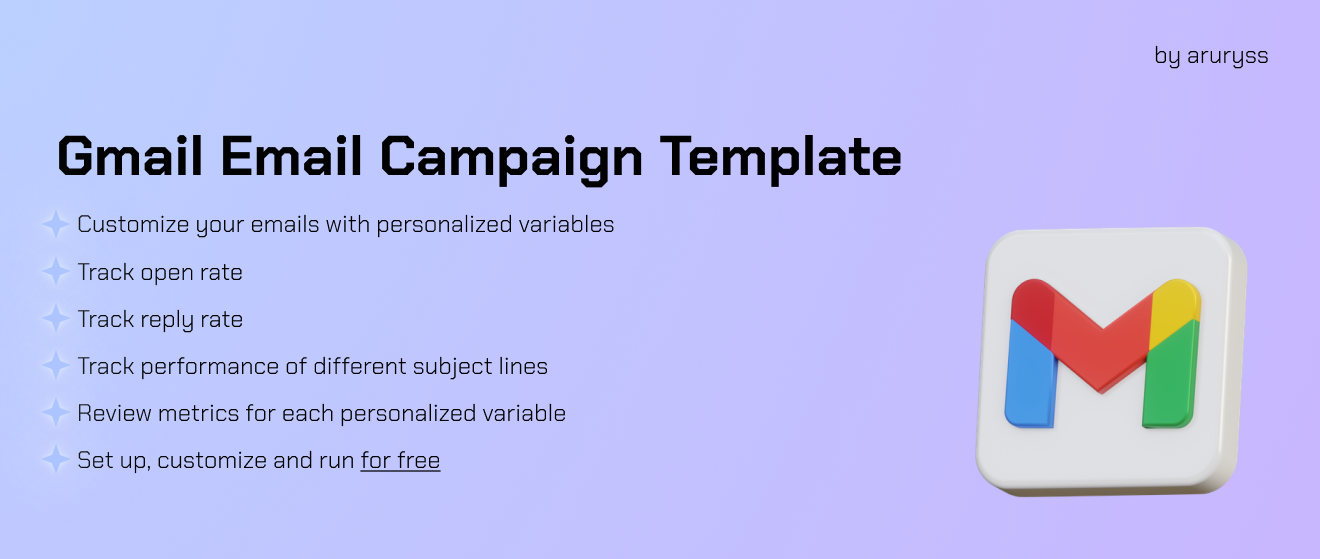 by aruryss
Gmail Email Campaign Template
Customize your emails with personalized variables
Track open rate
Track reply rate
Track performance of different subject lines
Review metrics for each personalized variable
Set up, customize and run for free